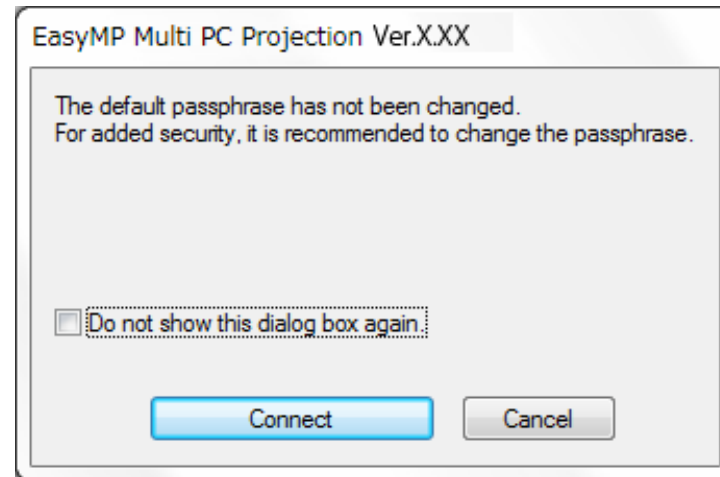 EasyMP Multi PC Projection Ver.X.XX
The default passphrase has not been changed.
For added security, it is recommended to change the passphrase.
Do not show this dialog box again.
Connect
Cancel